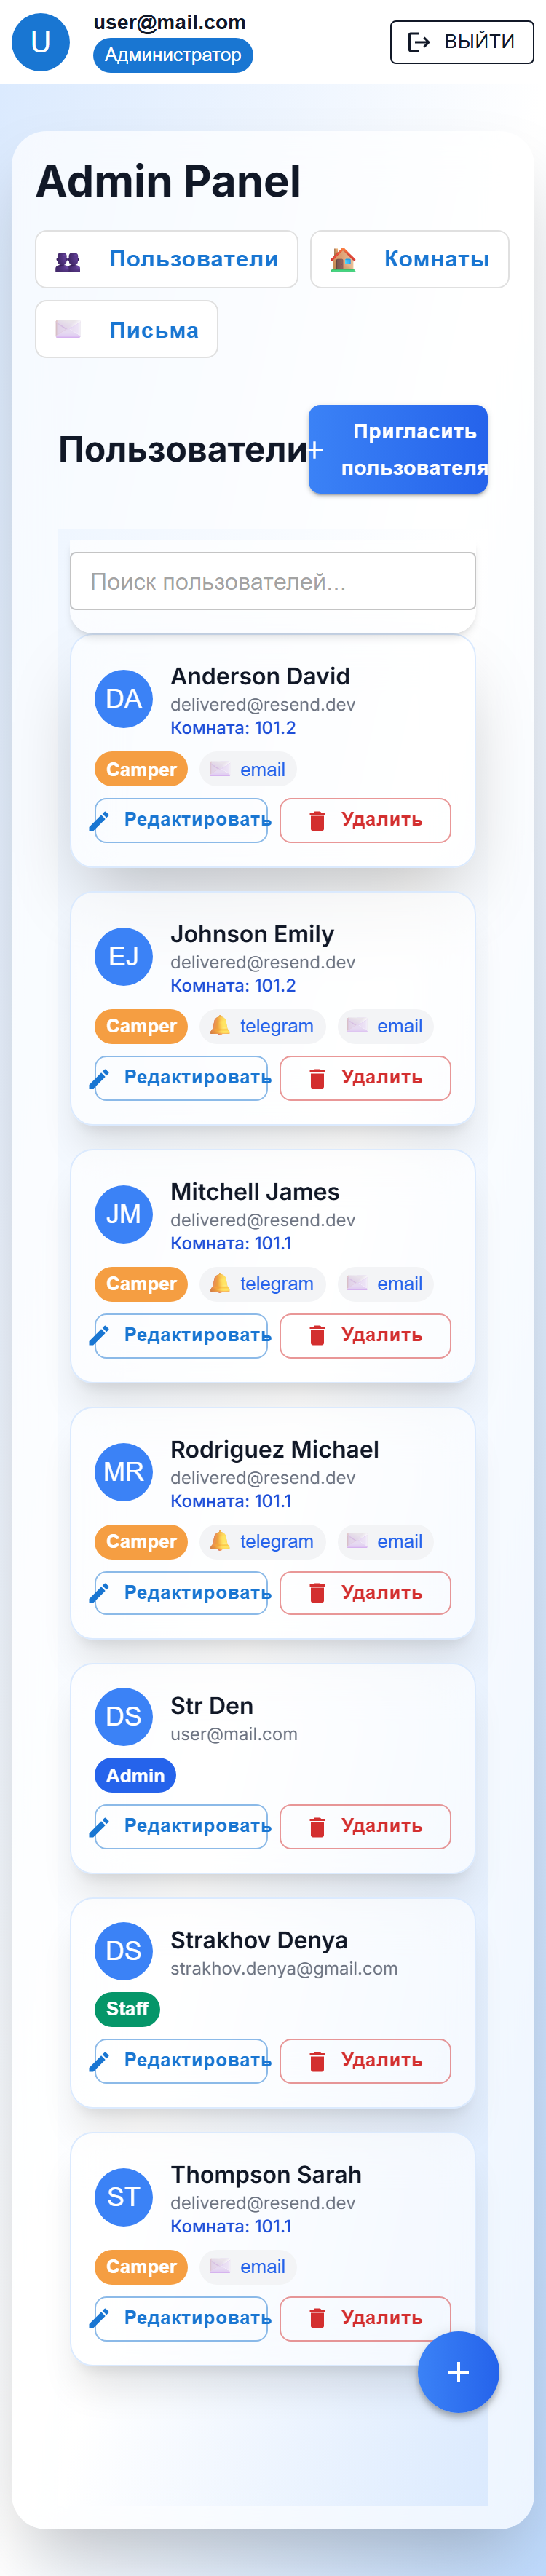 U
user@mail.com
Администратор
ВЫЙТИ
Admin Panel
Пользователи
Комнаты
Письма
Пользователи
Пригласить
пользователя
Поиск пользователей...
DA
Anderson David
delivered@resend.dev
Комната: 101.2
Camper
email
Редактировать
Удалить
EJ
Johnson Emily
delivered@resend.dev
Комната: 101.2
Camper
telegram
email
Редактировать
Удалить
JM
Mitchell James
delivered@resend.dev
Комната: 101.1
Camper
telegram
email
Редактировать
Удалить
MR
Rodriguez Michael
delivered@resend.dev
Комната: 101.1
Camper
telegram
email
Редактировать
Удалить
DS
Str Den
user@mail.com
Admin
Редактировать
Удалить
DS
Strakhov Denya
strakhov.denya@gmail.com
Staff
Редактировать
Удалить
ST
Thompson Sarah
delivered@resend.dev
Комната: 101.1
Camper
email
Редактировать
Удалить